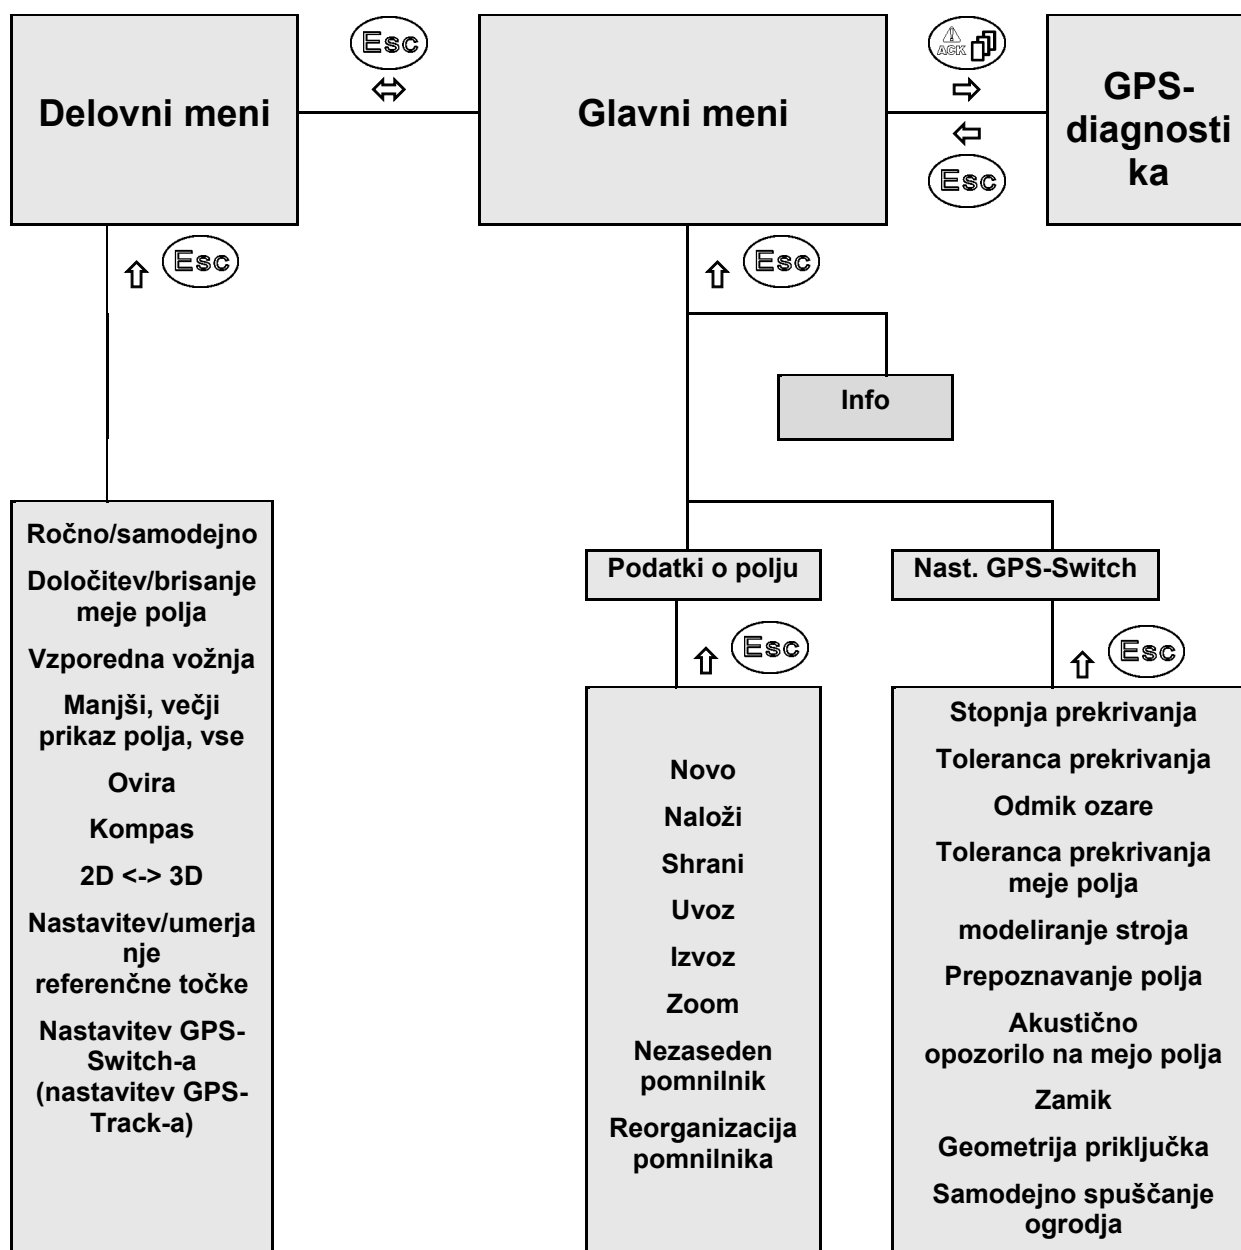 Esc
ACK
Delovni meni
Glavni meni
GPS-
diagnosti
ka
Esc
Esc
Esc
Info
Ročno/samodejno
Določitev/brisanje
meje polja
Vzporedna vožnja
Manjši, večji
prikaz polja, vse
Ovira
Kompas
2D <-> 3D
Nastavitev/umerja
nje
referenčne točke
Nastavitev GPS-
Switch-a
(nastavitev GPS-
Track-a)
Podatki o polju
Esc
Novo
Naloži
Shrani
Uvoz
Izvoz
Zoom
Nezaseden
pomnilnik
Reorganizacija
pomnilnika
Nast. GPS-Switch
Esc
Stopnja prekrivanja
Toleranca prekrivanja
Odmik ozare
Toleranca prekrivanja
meje polja
modeliranje stroja
Prepoznavanje polja
Akustično
opozorilo na mejo polja
Zamik
Geometrija priključka
Samodejno spuščanje
ogrodja